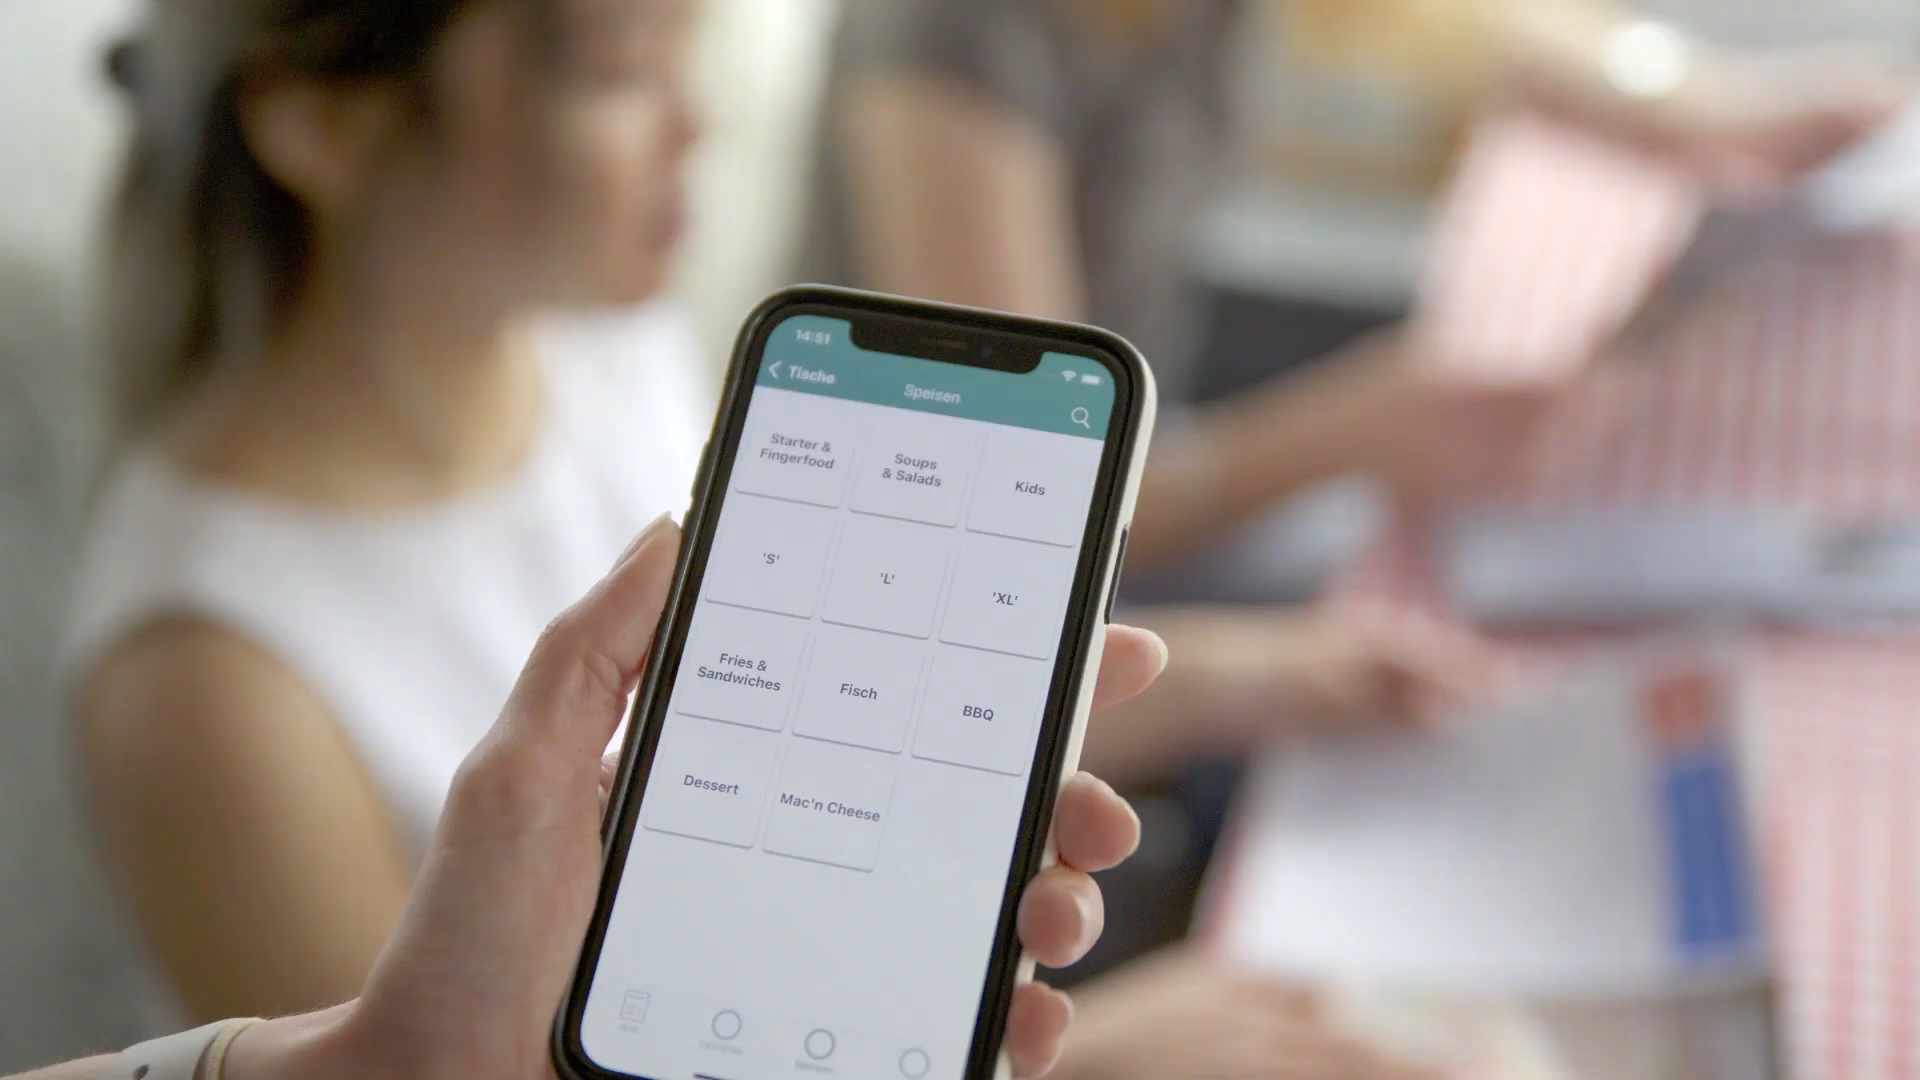 14:51
Tische
Speisen
Starter &
Fingerfood
Soups
& Salads
Kids
'S'
'L'
'XL'
Fries &
Sandwiches
Fisch
BBQ
Dessert
Mac'n Cheese